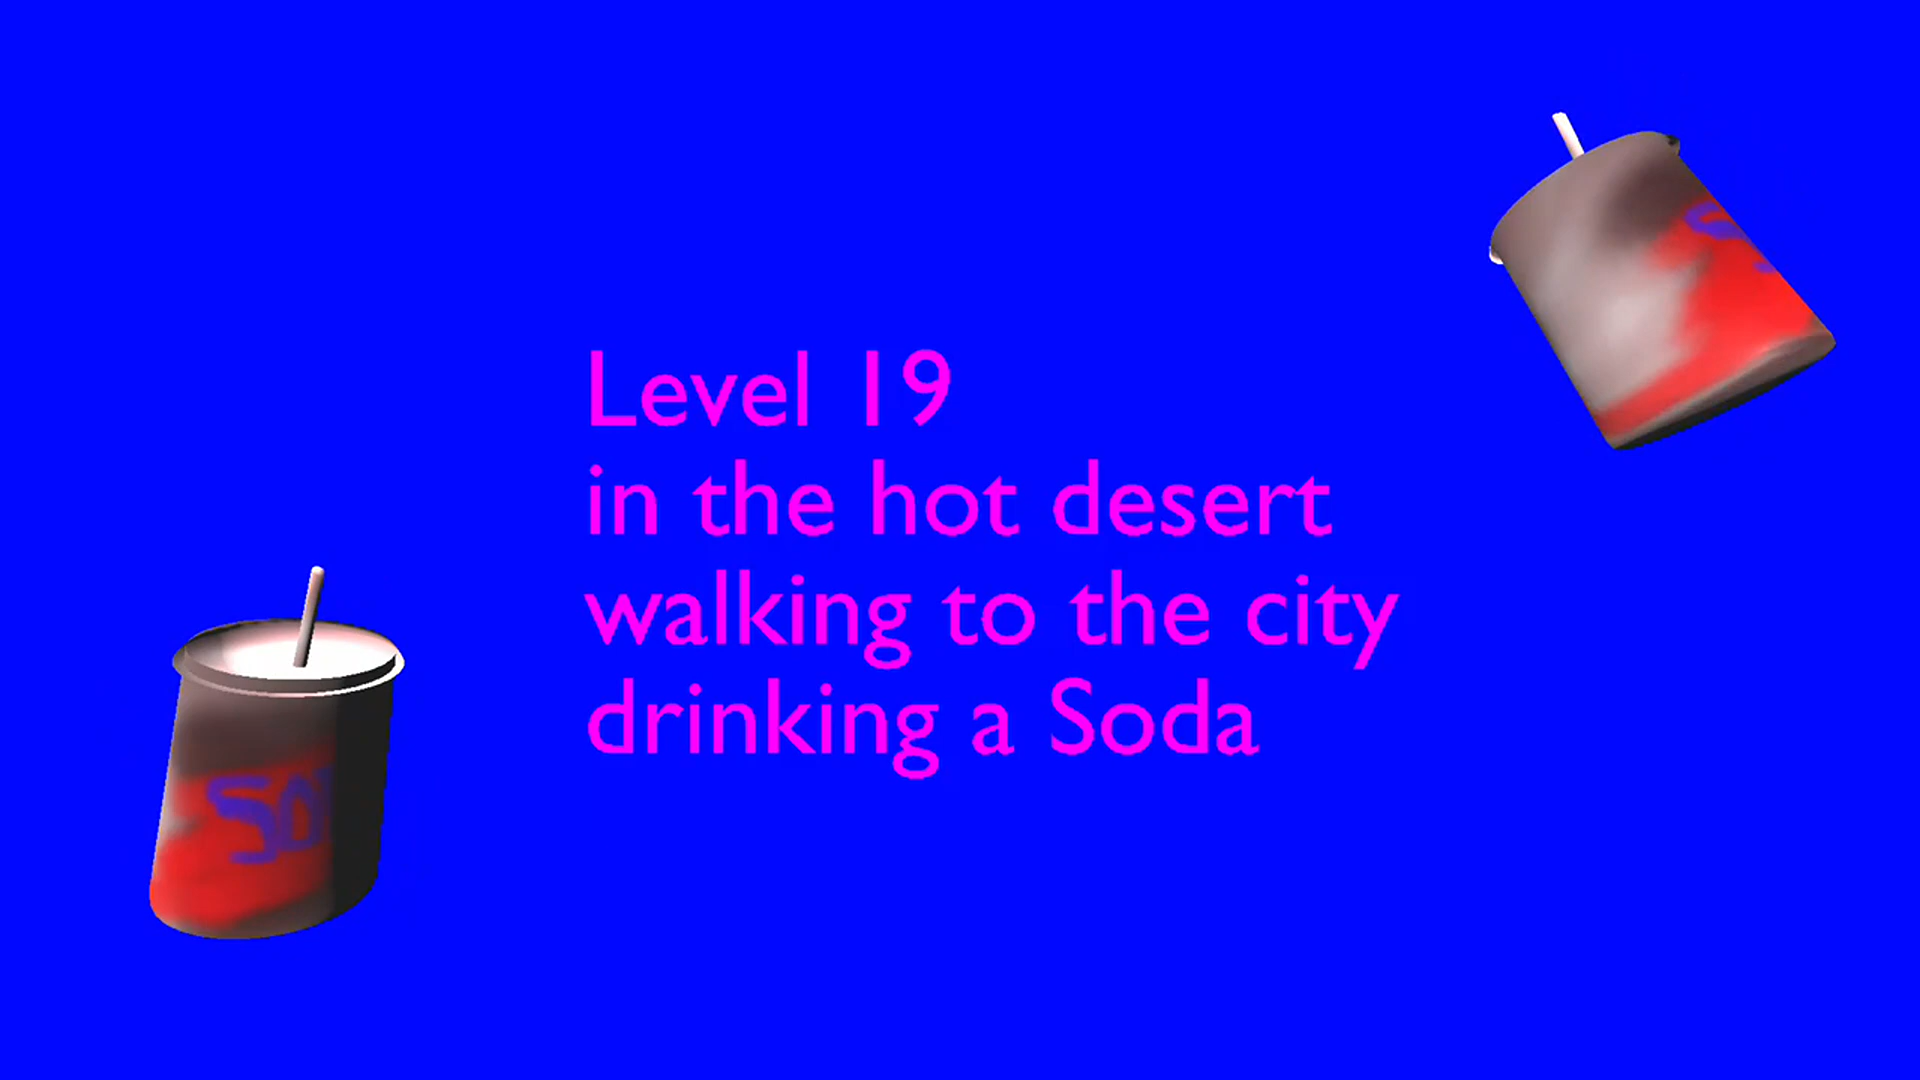 Level 19
in the hot desert
walking to the city
drinking a Soda